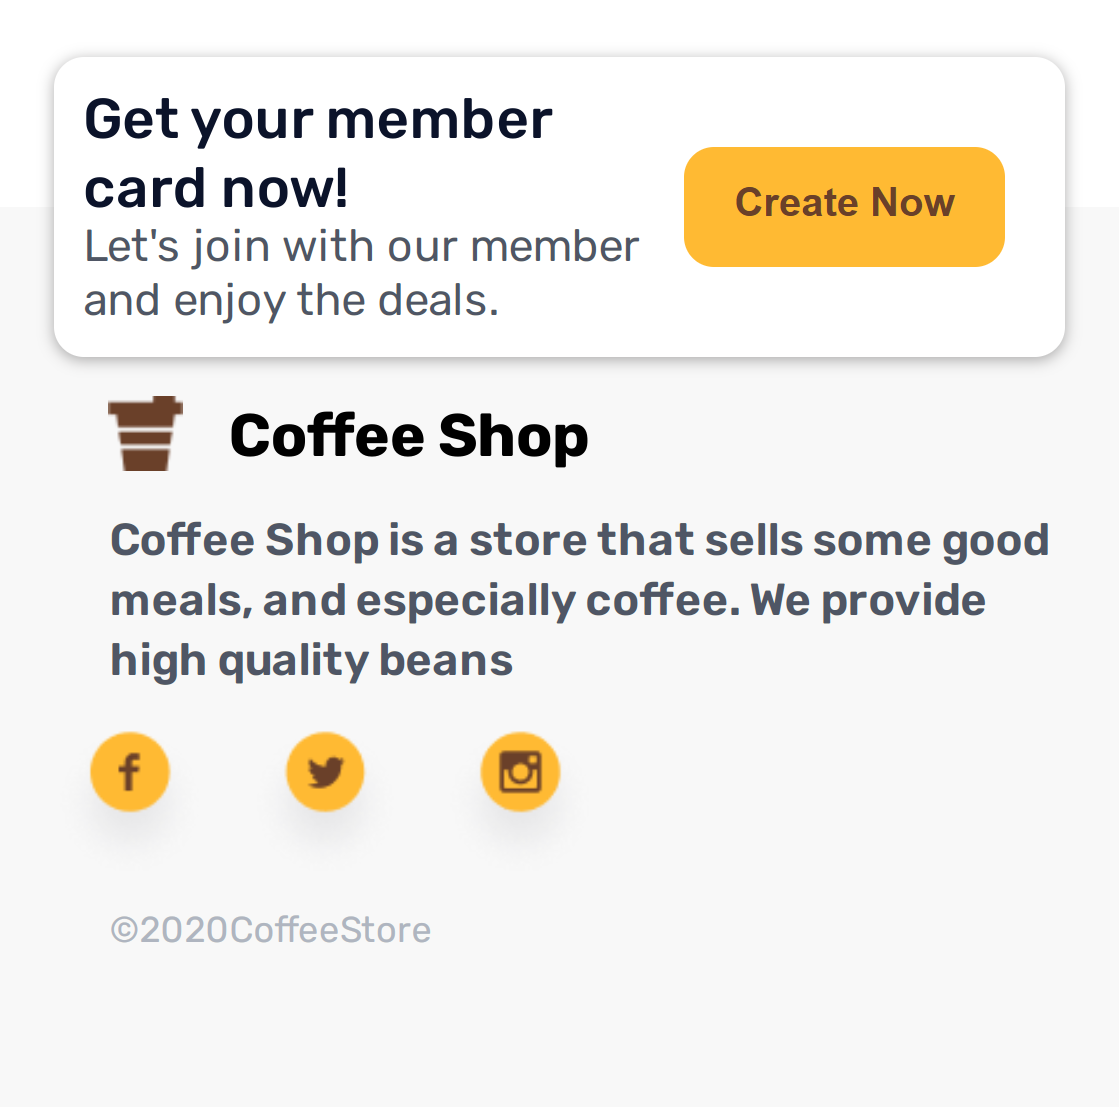 Get your member
card now!
Let's join with our member
and enjoy the deals.
Create Now
Coffee Shop
Coffee Shop is a store that sells some good
meals, and especially coffee. We provide
high quality beans
©2020CoffeeStore